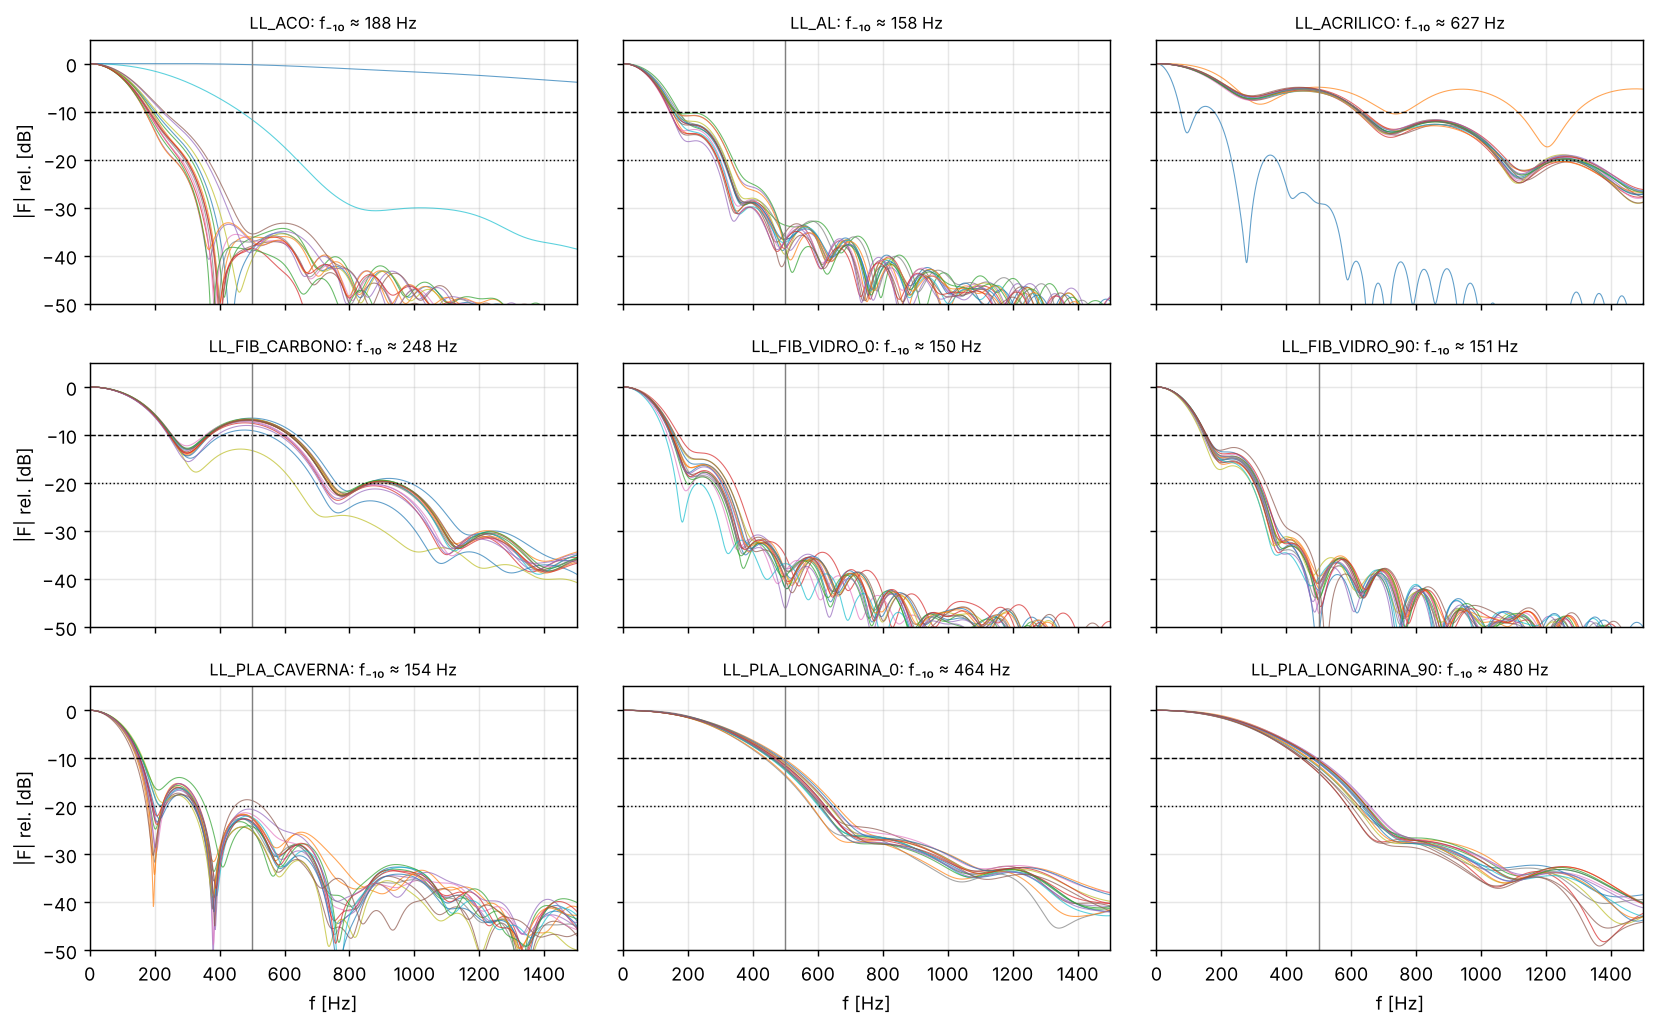 LL_ACO: f₋₁₀ ≈ 188 Hz
LL_AL: f₋₁₀ ≈ 158 Hz
LL_ACRILICO: f₋₁₀ ≈ 627 Hz
|F| rel. [dB]
0
−10
−20
−30
−40
−50
LL_FIB_CARBONO: f₋₁₀ ≈ 248 Hz
LL_FIB_VIDRO_0: f₋₁₀ ≈ 150 Hz
LL_FIB_VIDRO_90: f₋₁₀ ≈ 151 Hz
|F| rel. [dB]
0
−10
−20
−30
−40
−50
LL_PLA_CAVERNA: f₋₁₀ ≈ 154 Hz
LL_PLA_LONGARINA_0: f₋₁₀ ≈ 464 Hz
LL_PLA_LONGARINA_90: f₋₁₀ ≈ 480 Hz
|F| rel. [dB]
0
−10
−20
−30
−40
−50
0 200 400 600 800 1000 1200 1400
0 200 400 600 800 1000 1200 1400
0 200 400 600 800 1000 1200 1400
f [Hz]
f [Hz]
f [Hz]